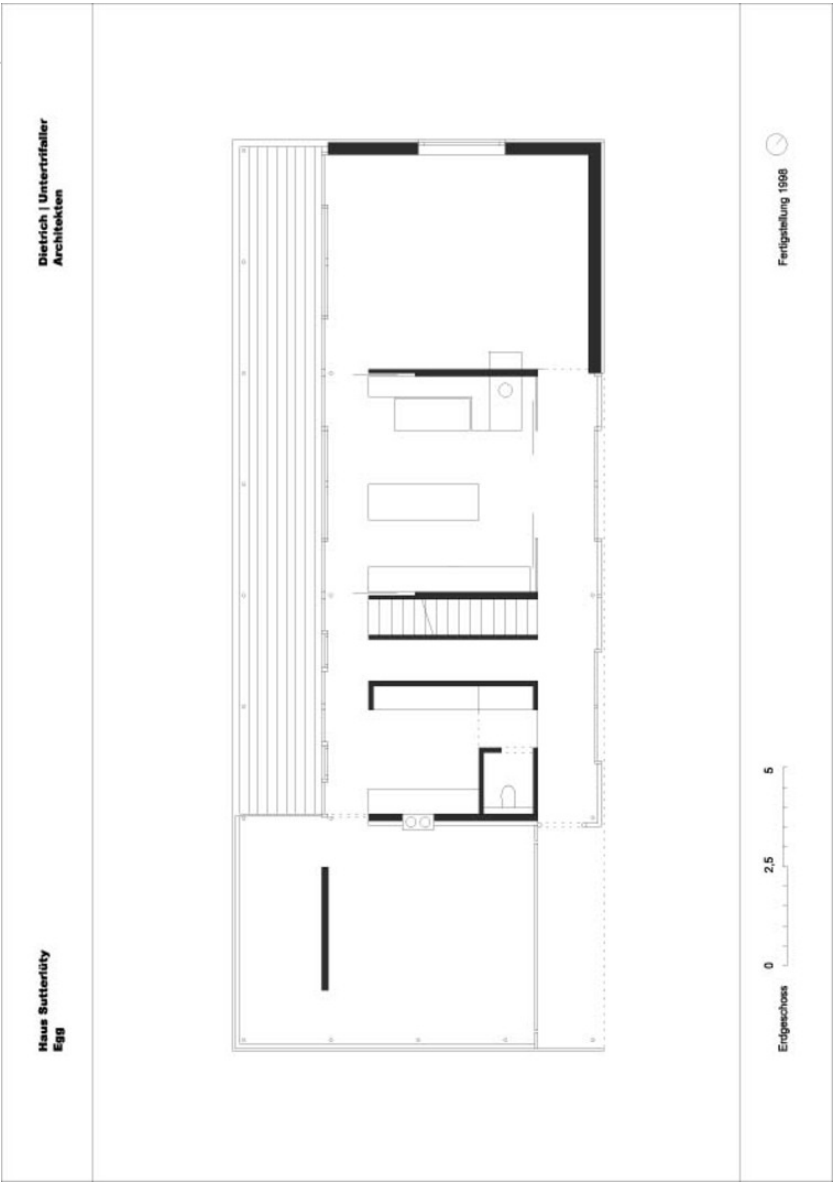 Haus Sutterlüty
Egg
Dietrich | Untertrifaller
Architekten
Erdgeschoss
0 2,5 5
Fertigstellung 1998